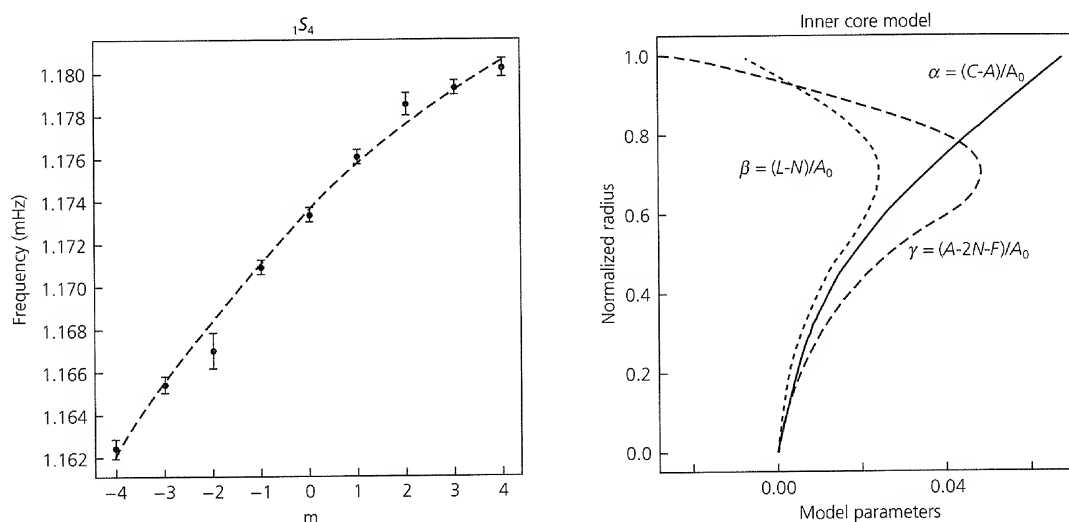 ₁S₄
Frequency (mHz)
1.180
1.178
1.176
1.174
1.172
1.170
1.168
1.166
1.164
1.162
−4 −3 −2 −1 0 1 2 3 4
m
Inner core model
Normalized radius
1.0
0.8
0.6
0.4
0.2
0.0
α = (C-A)/A₀
β = (L-N)/A₀
γ = (A-2N-F)/A₀
0.00 0.04
Model parameters